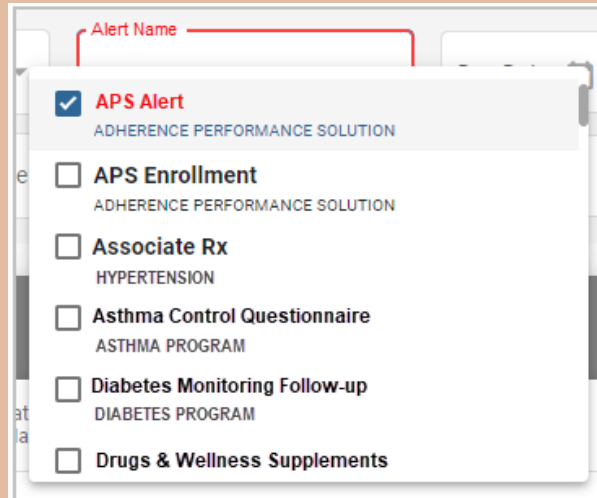 Alert Name
APS Alert
ADHERENCE PERFORMANCE SOLUTION
APS Enrollment
ADHERENCE PERFORMANCE SOLUTION
Associate Rx
HYPERTENSION
Asthma Control Questionnaire
ASTHMA PROGRAM
Diabetes Monitoring Follow-up
DIABETES PROGRAM
Drugs & Wellness Supplements